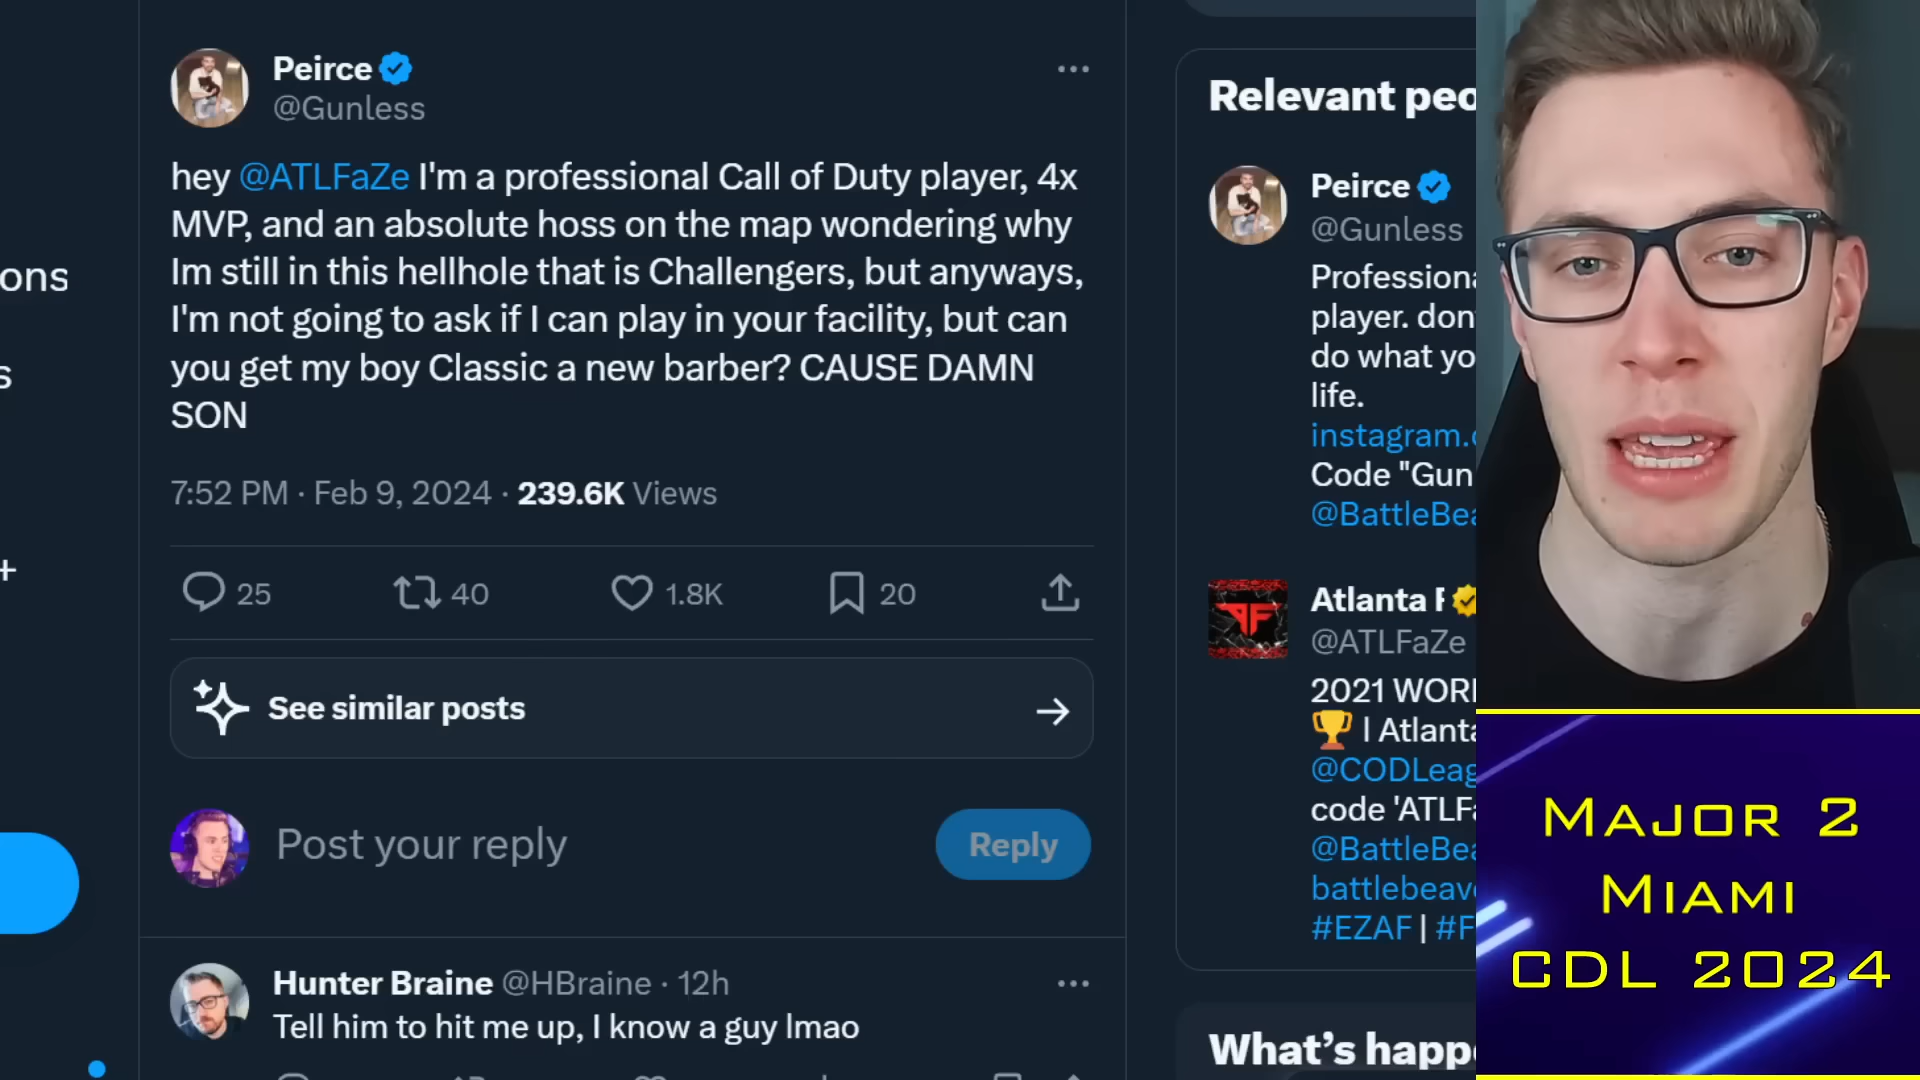 Peirce
@Gunless
hey @ATLFaZe I'm a professional Call of Duty player, 4x
MVP, and an absolute hoss on the map wondering why
Im still in this hellhole that is Challengers, but anyways,
I'm not going to ask if I can play in your facility, but can
you get my boy Classic a new barber? CAUSE DAMN
SON
7:52 PM · Feb 9, 2024 · 239.6K Views
25 40 1.8K 20
See similar posts
Post your reply
Reply
Hunter Braine @HBraine · 12h
Tell him to hit me up, I know a guy lmao
ons
s
+
Relevant peo
Peirce
@Gunless
Professiona
player. don
do what yo
life.
instagram.c
Code "Gun
@BattleBea
Atlanta F
@ATLFaZe
2021 WORL
🏆 | Atlanta
@CODLeag
code 'ATLFa
@BattleBea
battlebeave
#EZAF | #F
What's happe
Major 2
Miami
CDL 2024